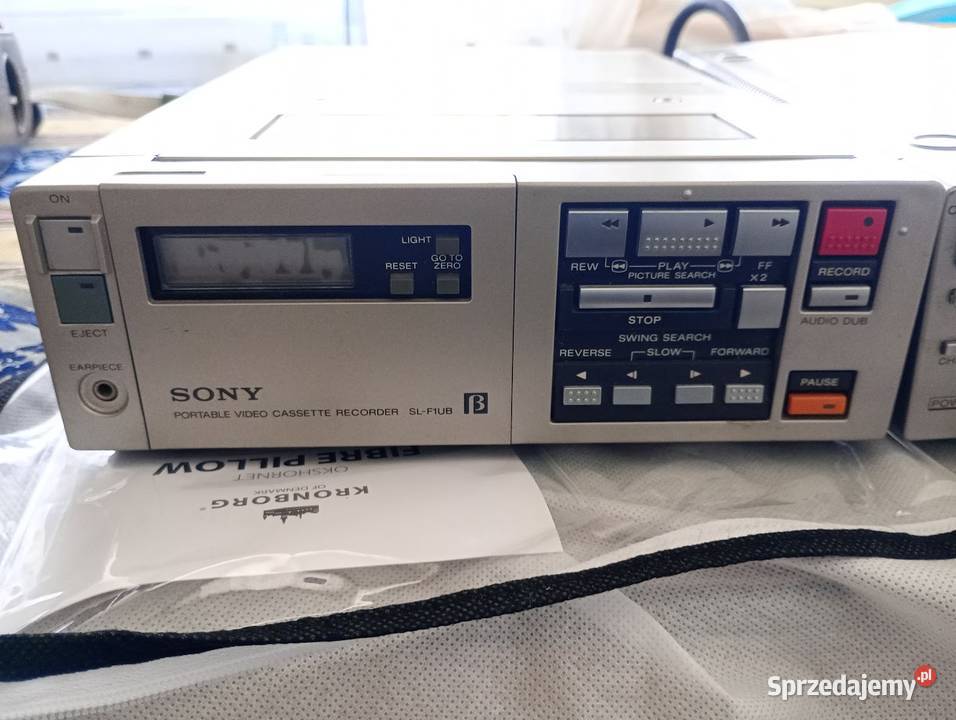 ON
EJECT
EARPIECE
LIGHT
RESET
GO TO
ZERO
SONY
PORTABLE VIDEO CASSETTE RECORDER SL-F1UB β
REW
PLAY
PICTURE SEARCH
FF
X2
STOP
SWING SEARCH
REVERSE
SLOW
FORWARD
RECORD
AUDIO DUB
PAUSE
FIBRE PILLOW
OKSHORNET
OF DENMARK
KRONBORG®
Sprzedajemy.pl